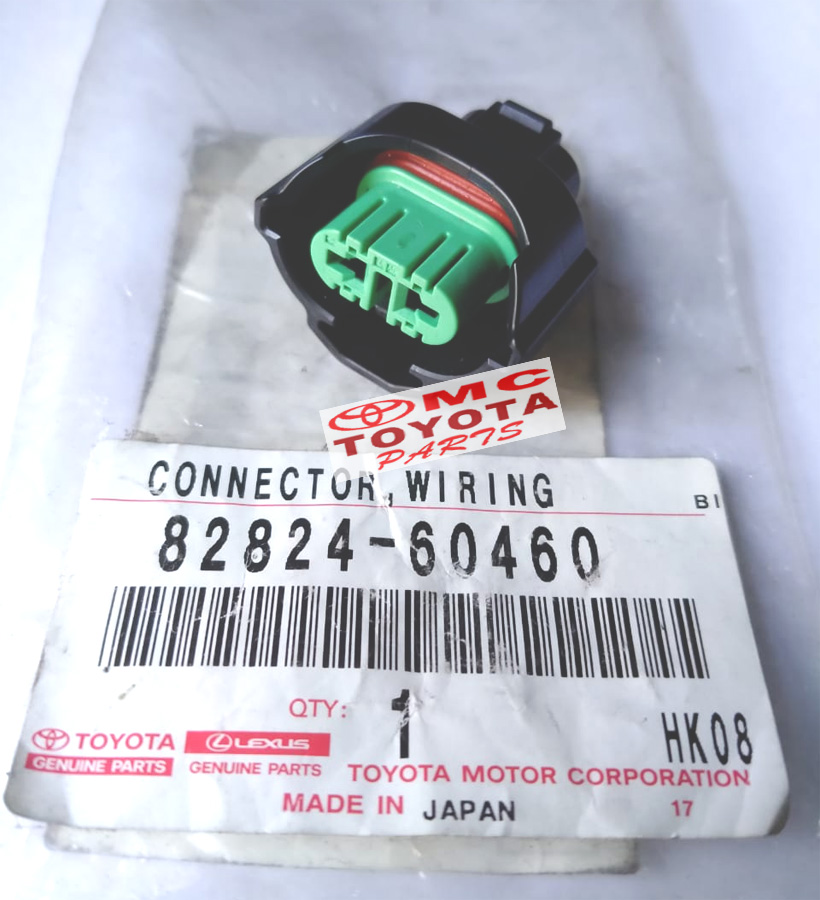 MC
TOYOTA
PARTS
CONNECTOR, WIRING
BI
82824-60460
QTY: 1
HK08
TOYOTA LEXUS
GENUINE PARTS GENUINE PARTS TOYOTA MOTOR CORPORATION
MADE IN JAPAN 17